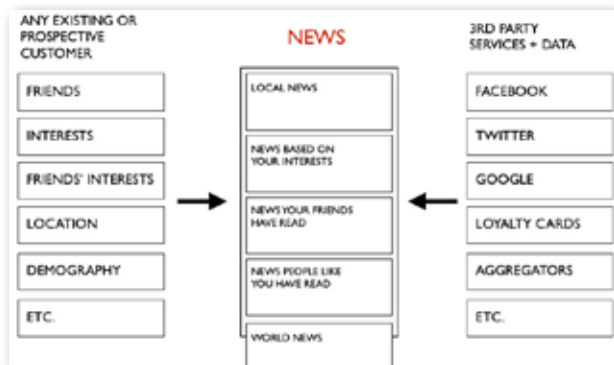 ANY EXISTING OR
PROSPECTIVE
CUSTOMER
FRIENDS
INTERESTS
FRIENDS' INTERESTS
LOCATION
DEMOGRAPHY
ETC.
NEWS
LOCAL NEWS
NEWS BASED ON
YOUR INTERESTS
NEWS YOUR FRIENDS
HAVE READ
NEWS PEOPLE LIKE
YOU HAVE READ
WORLD NEWS
3RD PARTY
SERVICES + DATA
FACEBOOK
TWITTER
GOOGLE
LOYALTY CARDS
AGGREGATORS
ETC.